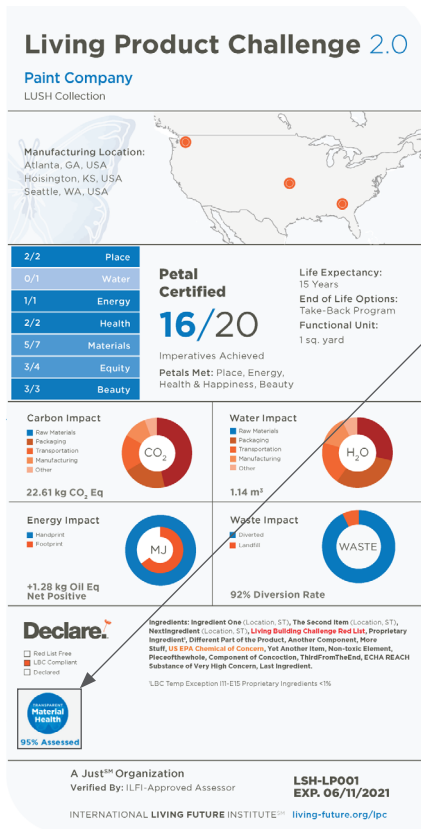 Living Product Challenge 2.0
Paint Company
LUSH Collection
Manufacturing Location:
Atlanta, GA, USA
Hoisington, KS, USA
Seattle, WA, USA
2/2 Place
0/1 Water
1/1 Energy
2/2 Health
5/7 Materials
3/4 Equity
3/3 Beauty
Petal
Certified
16/20
Imperatives Achieved
Petals Met: Place, Energy,
Health & Happiness, Beauty
Life Expectancy:
15 Years
End of Life Options:
Take-Back Program
Functional Unit:
1 sq. yard
Carbon Impact
Raw Materials
Packaging
Transportation
Manufacturing
Other
CO2
22.61 kg CO2 Eq
Water Impact
Raw Materials
Packaging
Transportation
Manufacturing
Other
H2O
1.14 m³
Energy Impact
Handprint
Footprint
MJ
+1.28 kg Oil Eq
Net Positive
Waste Impact
Diverted
Landfill
WASTE
92% Diversion Rate
Declare.
Red List Free
LBC Compliant
Declared
Ingredients: Ingredient One (Location, ST), The Second Item (Location, ST),
NextIngredient (Location, ST), Living Building Challenge Red List, Proprietary
Ingredient¹, Different Part of the Product, Another Component, More
Stuff, US EPA Chemical of Concern, Yet Another Item, Non-toxic Element,
Pieceofthewhole, Component of Concoction, ThirdFromTheEnd, ECHA REACH
Substance of Very High Concern, Last Ingredient.
¹LBC Temp Exception I11-E15 Proprietary Ingredients <1%
TRANSPARENT
Material
Health
95% Assessed
A Just℠ Organization
Verified By: ILFI-Approved Assessor
LSH-LP001
EXP. 06/11/2021
INTERNATIONAL LIVING FUTURE INSTITUTE℠ living-future.org/lpc